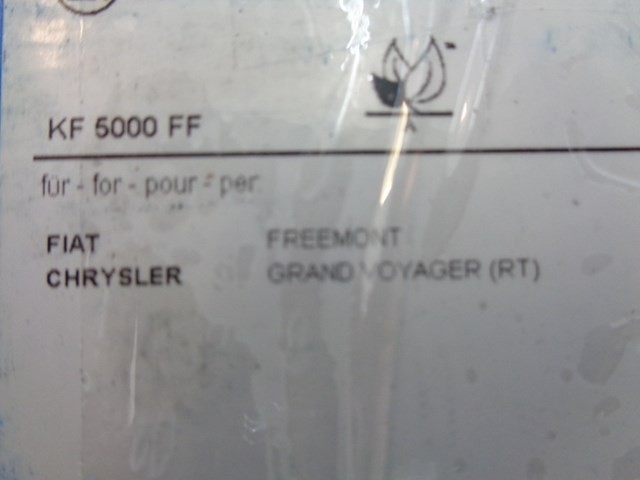 KF 5000 FF
für - for - pour - per
FIAT FREEMONT
CHRYSLER GRAND VOYAGER (RT)